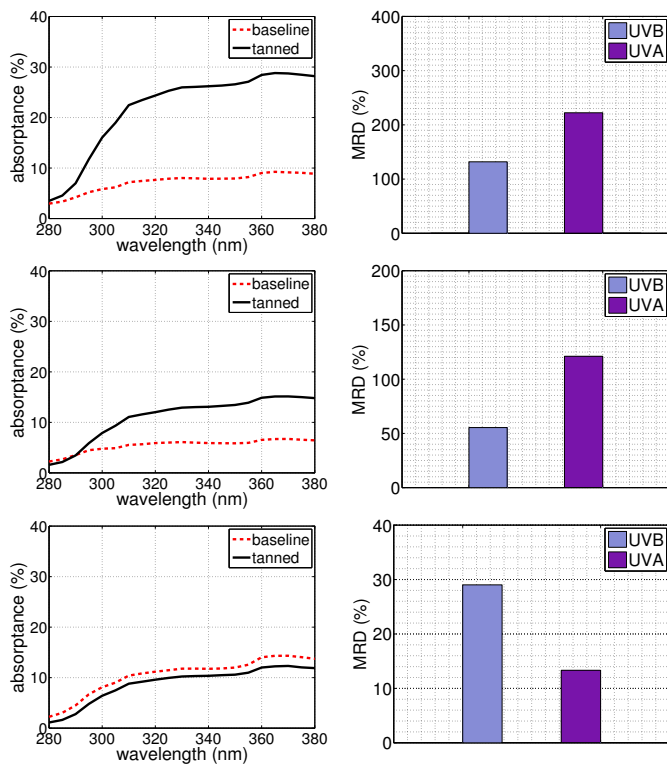 absorptance (%)
40
30
20
10
0
baseline
tanned
280 300 320 340 360 380
wavelength (nm)
MRD (%)
400
300
200
100
0
UVB
UVA
absorptance (%)
40
30
20
10
0
baseline
tanned
280 300 320 340 360 380
wavelength (nm)
MRD (%)
200
150
100
50
0
UVB
UVA
absorptance (%)
40
30
20
10
0
baseline
tanned
280 300 320 340 360 380
wavelength (nm)
MRD (%)
40
30
20
10
0
UVB
UVA